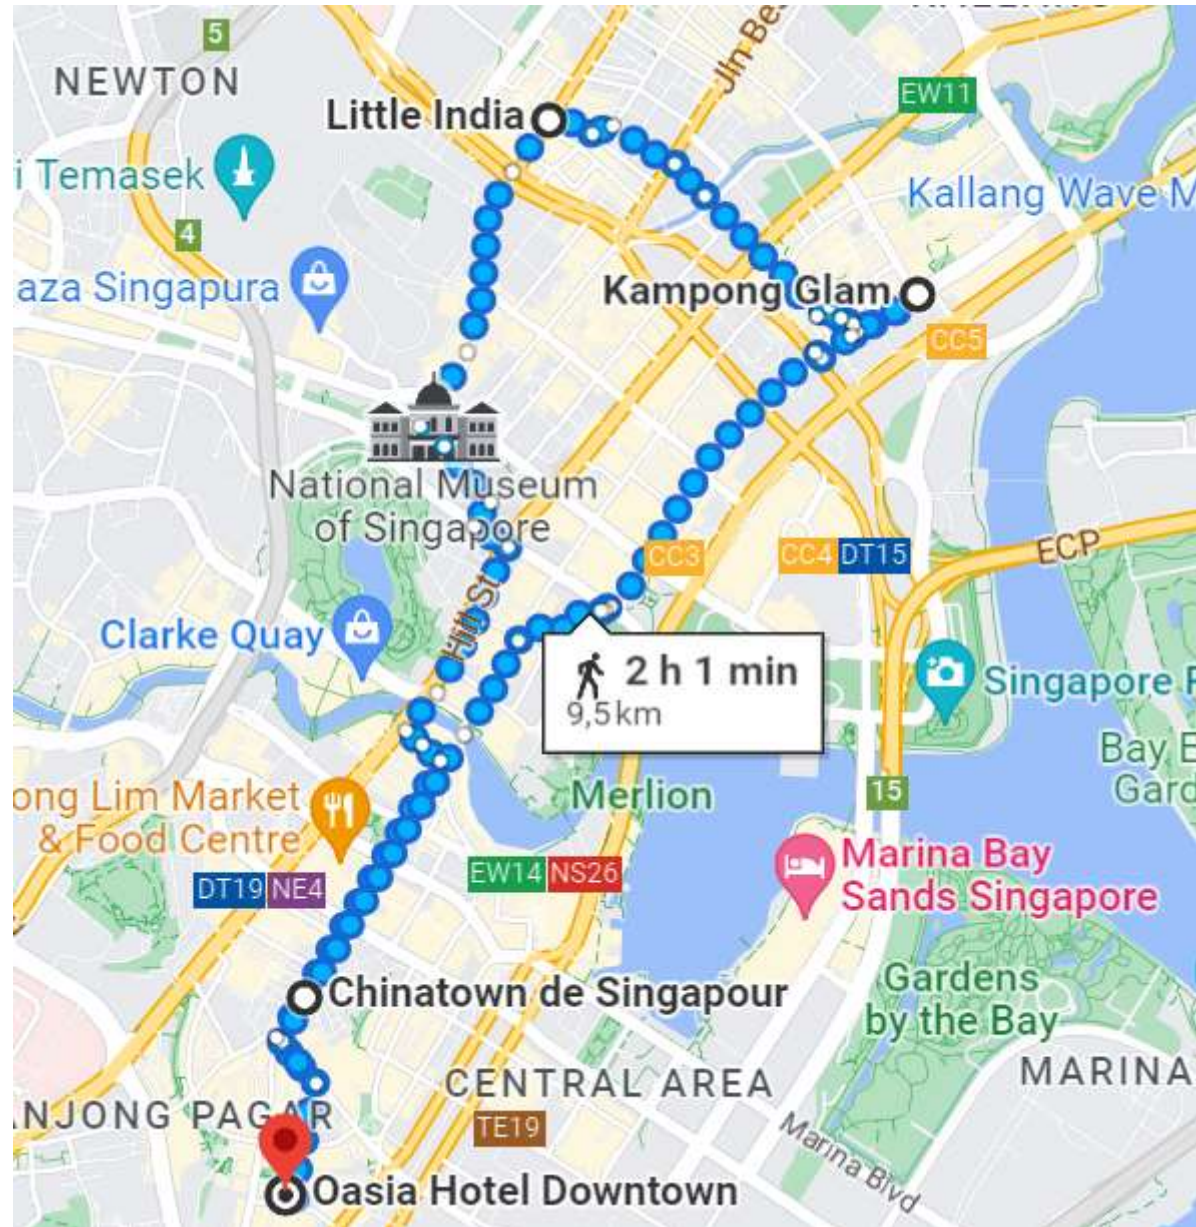 5
NEWTON
Jln Be
Little India
EW11
i Temasek
Kallang Wave M
4
aza Singapura
Kampong Glam
CC5
National Museum
of Singapore
CC3
CC4 DT15
ECP
Hill St
Clarke Quay
2 h 1 min
9,5 km
Singapore F
Bay E
Gard
ong Lim Market
& Food Centre
Merlion
15
DT19 NE4
EW14 NS26
Marina Bay
Sands Singapore
Chinatown de Singapour
Gardens
by the Bay
CENTRAL AREA
MARINA
ANJONG PAGAR
TE19
Marina Blvd
Oasia Hotel Downtown